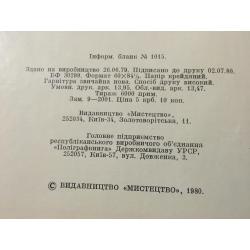 Інформ. бланк № 1015.
Здано на виробництво 26.06.79. Підписано до друку 02.07.80.
БФ 30299. Формат 60×84⅛. Папір крейдяний.
Гарнітура звичайна нова. Спосіб друку високий.
Умовн. друк. арк. 13,95. Обл.-вид. арк. 13,47.
Тираж 6000 прим.
Зам. 9—2001. Ціна 5 крб. 10 коп.
Видавництво «Мистецтво»,
252034, Київ-34, Золотоворітська, 11.
Головне підприємство
республіканського виробничого об'єднання
«Поліграфкнига» Держкомвидаву УРСР,
252057, Київ-57, вул. Довженка, 3.
© ВИДАВНИЦТВО «МИСТЕЦТВО», 1980.